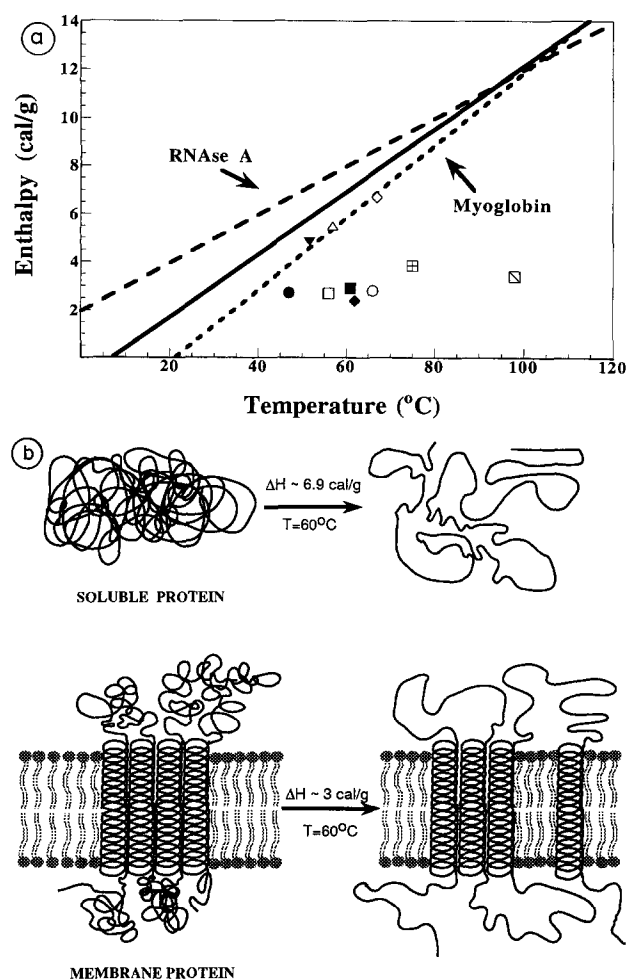 a
14
12
10
8
6
4
2
0
20
40
60
80
100
120
Enthalpy (cal/g)
Temperature (°C)
RNAse A
Myoglobin
b
ΔH ~ 6.9 cal/g
T=60°C
SOLUBLE PROTEIN
ΔH ~ 3 cal/g
T=60°C
MEMBRANE PROTEIN